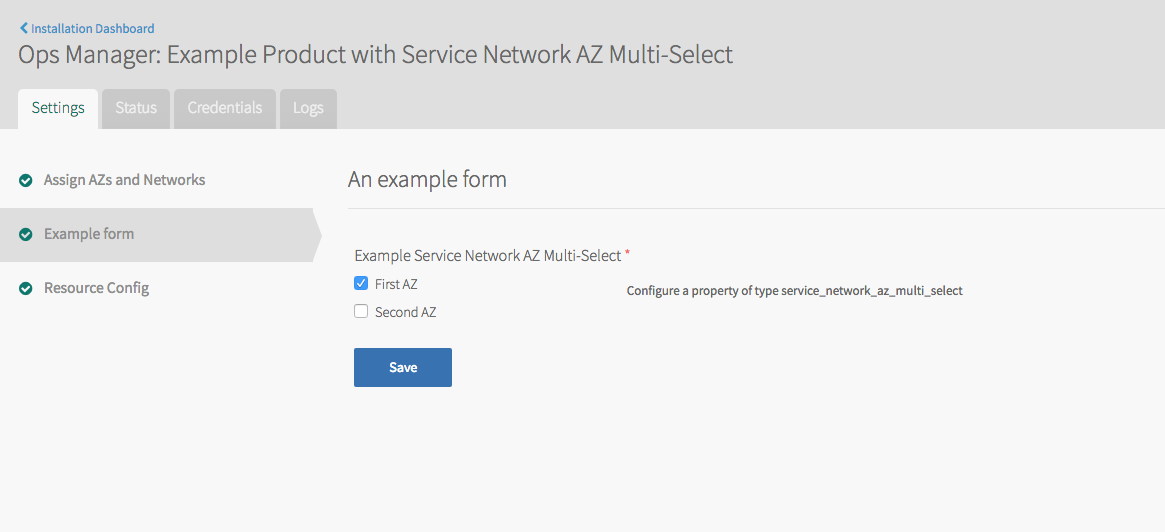 Installation Dashboard
Ops Manager: Example Product with Service Network AZ Multi-Select
Settings Status Credentials Logs
Assign AZs and Networks
Example form
Resource Config
An example form
Example Service Network AZ Multi-Select *
First AZ
Configure a property of type service_network_az_multi_select
Second AZ
Save